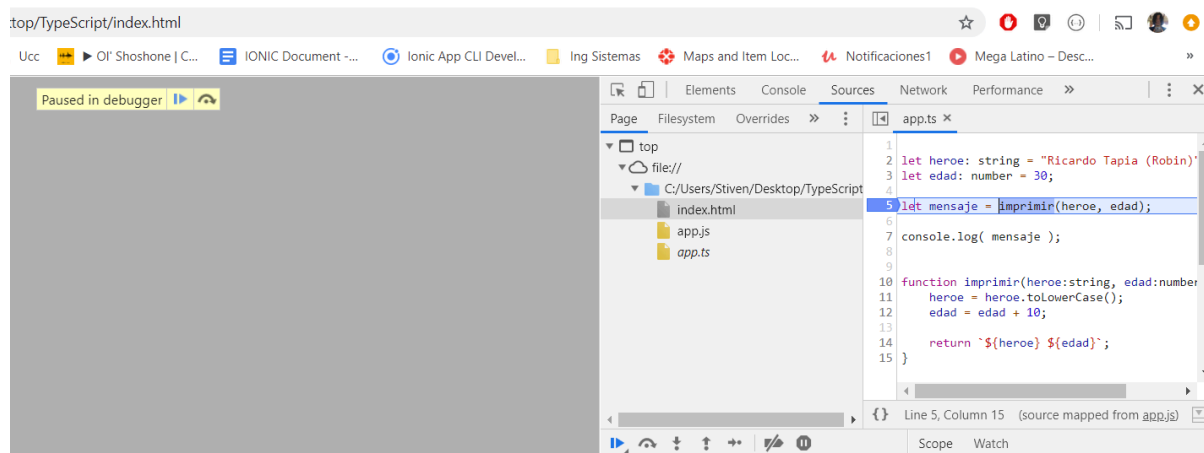 :top/TypeScript/index.html
Ucc ▶ Ol' Shoshone | C... IONIC Document -... Ionic App CLI Devel... Ing Sistemas Maps and Item Loc... Notificaciones1 Mega Latino – Desc... »
Paused in debugger
Elements Console Sources Network Performance »
Page Filesystem Overrides » app.ts ×
top
file://
C:/Users/Stiven/Desktop/TypeScript
index.html
app.js
app.ts
1
2 let heroe: string = "Ricardo Tapia (Robin)"
3 let edad: number = 30;
4
5 let mensaje = imprimir(heroe, edad);
6
7 console.log( mensaje );
8
9
10 function imprimir(heroe:string, edad:number
11 heroe = heroe.toLowerCase();
12 edad = edad + 10;
13
14 return `${heroe} ${edad}`;
15 }
{} Line 5, Column 15 (source mapped from app.js)
Scope Watch